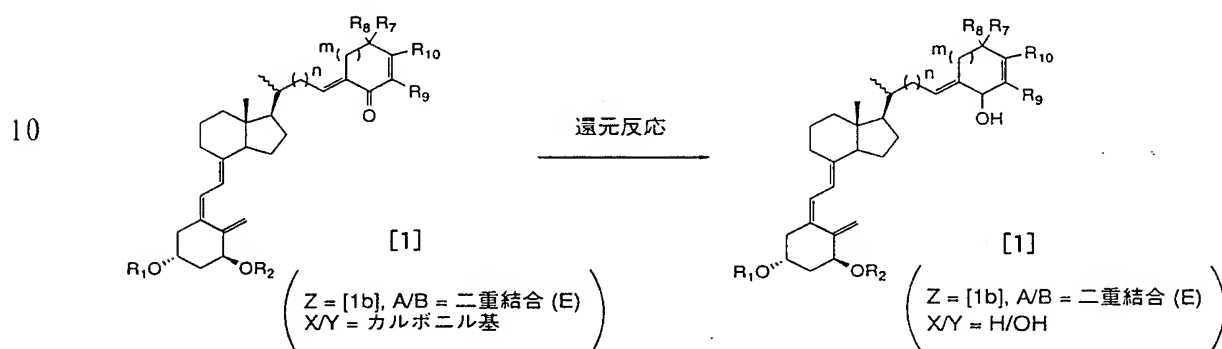 R₈ R₇
m( R₁₀
( )n R₉
O
R₁O OR₂
[1]
Z = [1b], A/B = 二重結合 (E)
X/Y = カルボニル基
10
還元反応
R₈ R₇
m( R₁₀
( )n R₉
OH
R₁O OR₂
[1]
Z = [1b], A/B = 二重結合 (E)
X/Y = H/OH